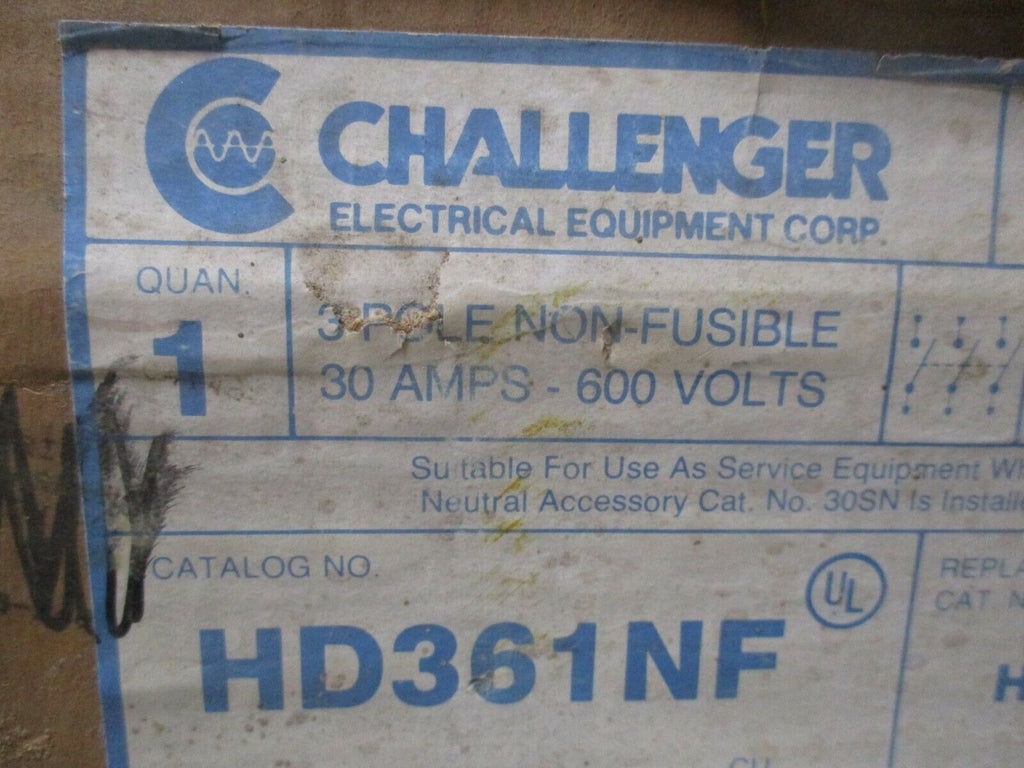 CHALLENGER
ELECTRICAL EQUIPMENT CORP.
QUAN.
1
3 POLE NON-FUSIBLE
30 AMPS - 600 VOLTS
Suitable For Use As Service Equipment
Neutral Accessory Cat. No. 30SN Is
CATALOG NO.
UL
HD361NF
CAT
H